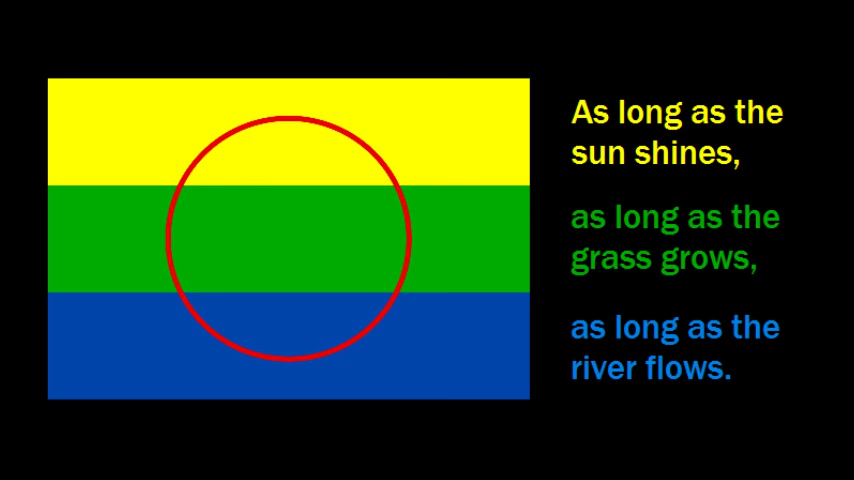 As long as the
sun shines,
as long as the
grass grows,
as long as the
river flows.